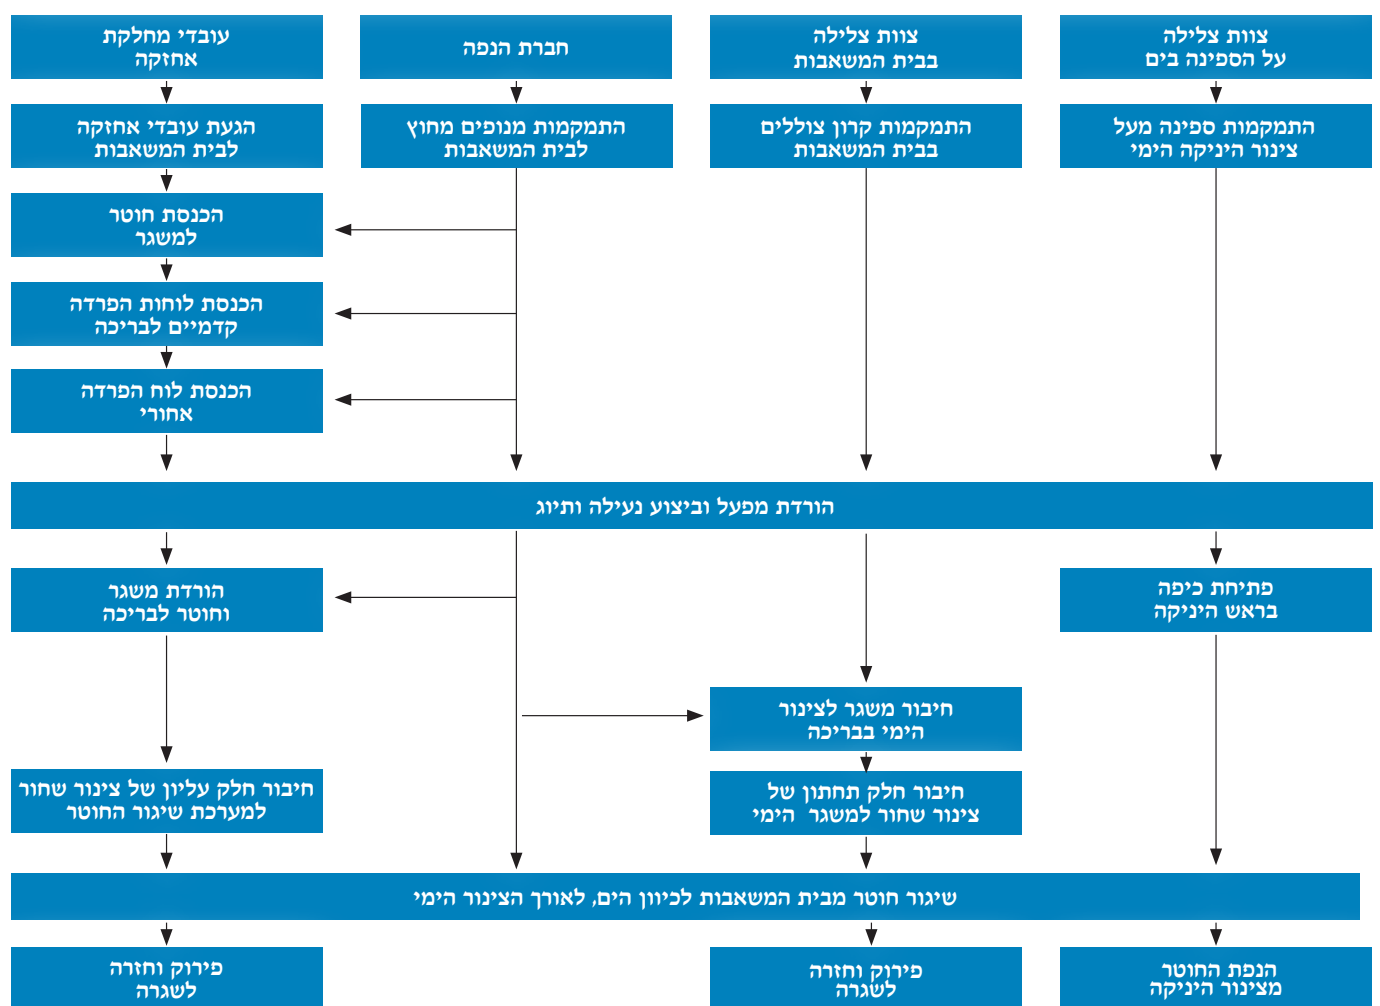 צוות צלילה
על הספינה בים
צוות צלילה
בבית המשאבות
חברת הנפה
עובדי מחלקת
אחזקה
התמקמות ספינה מעל
צינור היניקה הימי
התמקמות קרון צוללים
בבית המשאבות
התמקמות מנופים מחוץ
לבית המשאבות
הגעת עובדי אחזקה
לבית המשאבות
הכנסת חוטר
למשגר
הכנסת לוחות הפרדה
קדמיים לבריכה
הכנסת לוח הפרדה
אחורי
הורדת מפעל וביצוע נעילה ותיוג
פתיחת כיפה
בראש היניקה
הורדת משגר
וחוטר לבריכה
חיבור משגר לצינור
הימי בבריכה
חיבור חלק תחתון של
צינור שחור למשגר הימי
חיבור חלק עליון של צינור שחור
למערכת שיגור החוטר
שיגור חוטר מבית המשאבות לכיוון הים, לאורך הצינור הימי
הנפת החוטר
מצינור היניקה
פירוק וחזרה
לשגרה
פירוק וחזרה
לשגרה